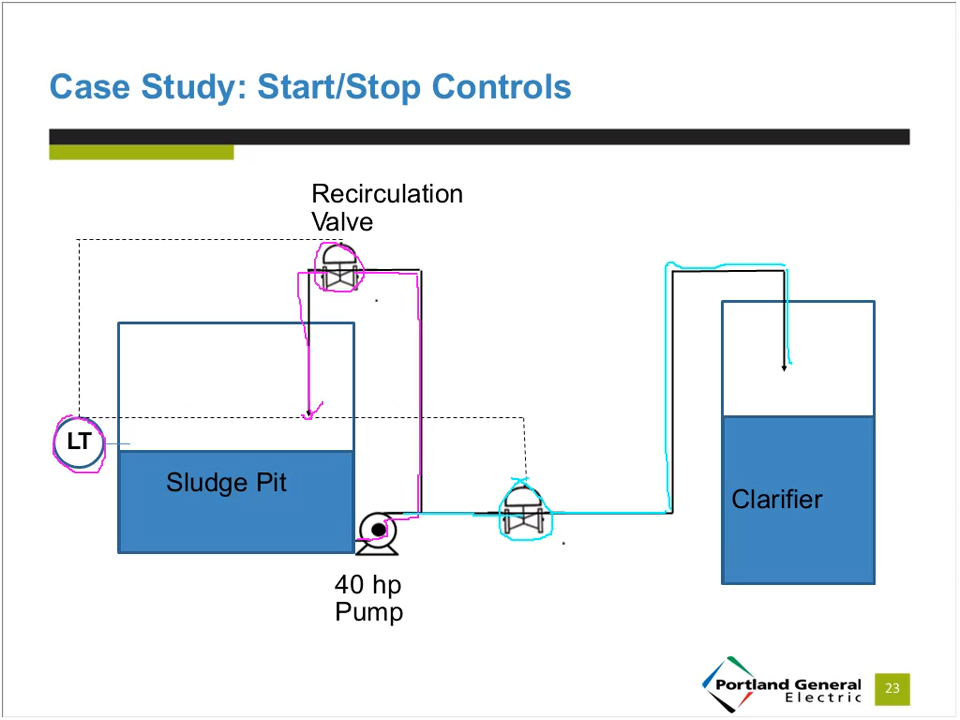 Case Study: Start/Stop Controls
Recirculation
Valve
LT
Sludge Pit
Clarifier
40 hp
Pump
Portland General
Electric
23